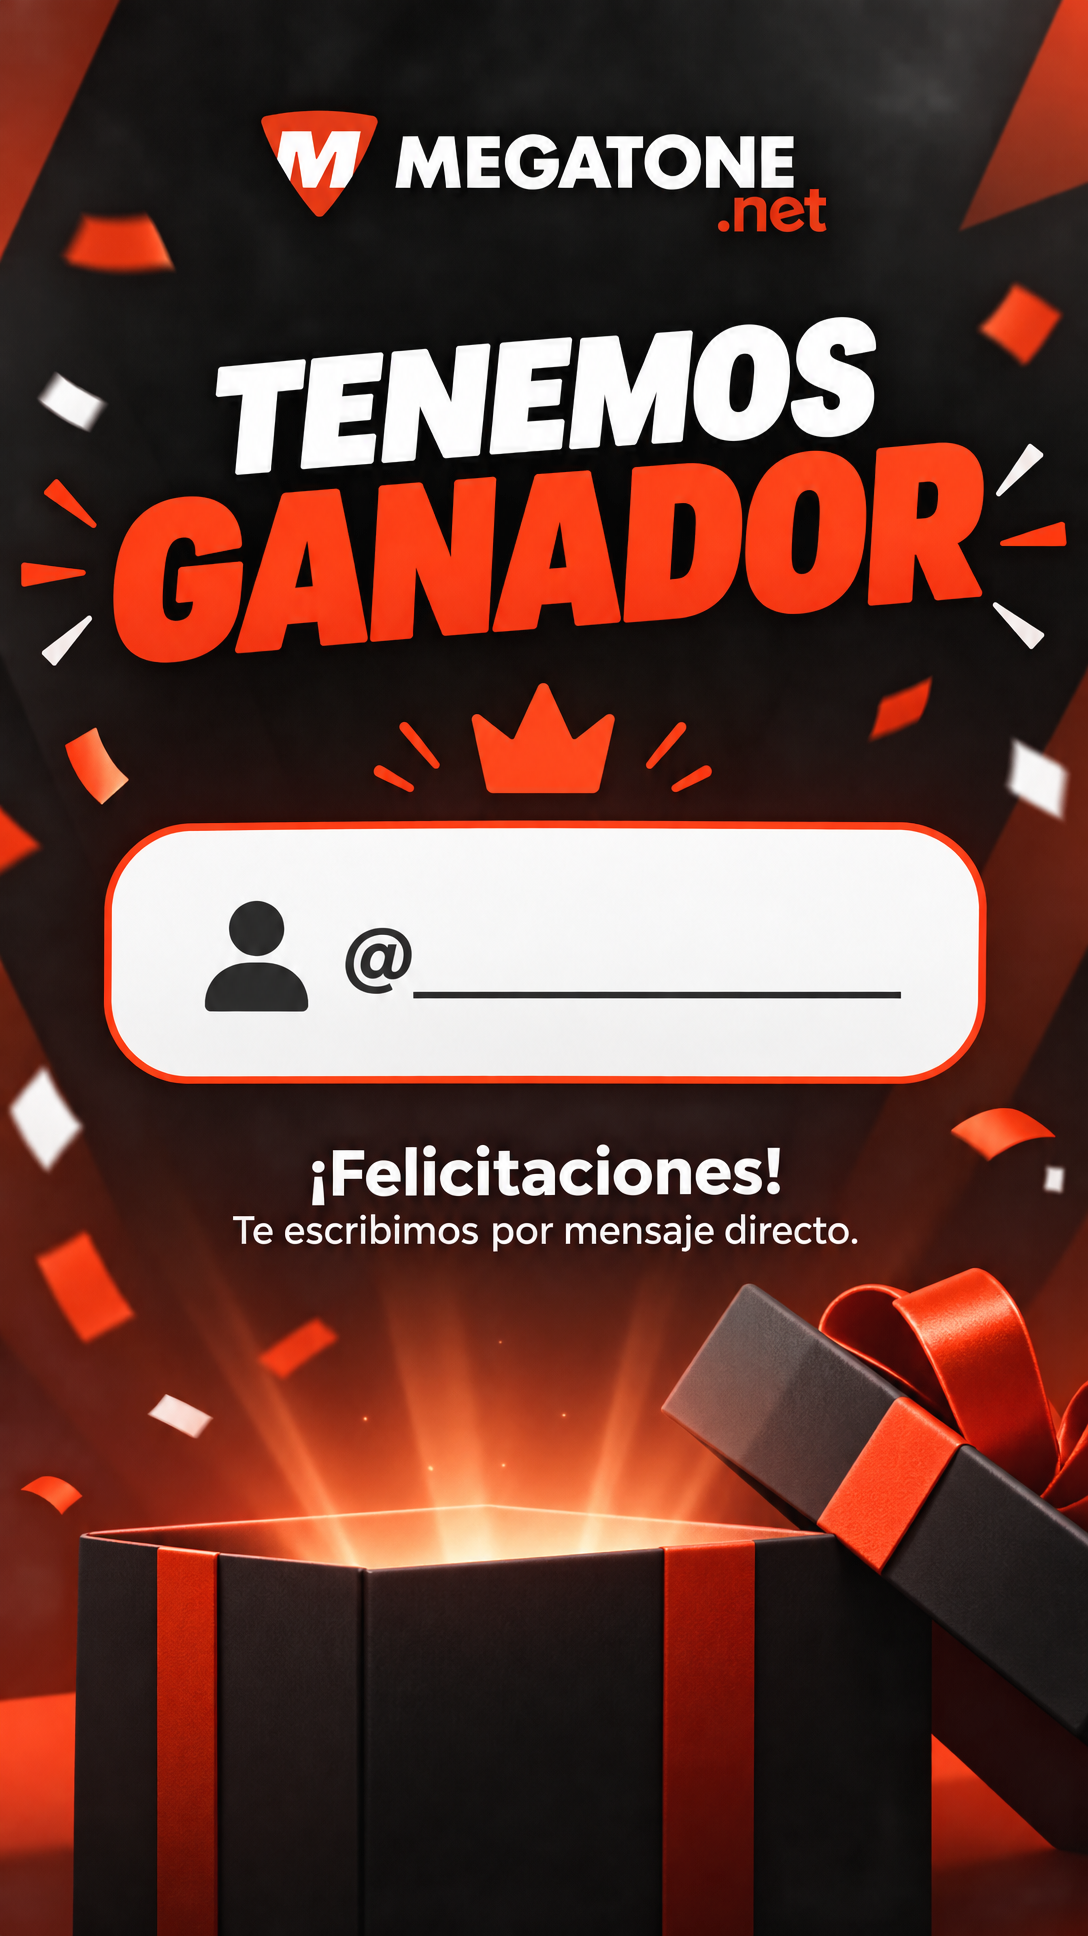 M MEGATONE
.net
TENEMOS
GANADOR
@
¡Felicitaciones!
Te escribimos por mensaje directo.